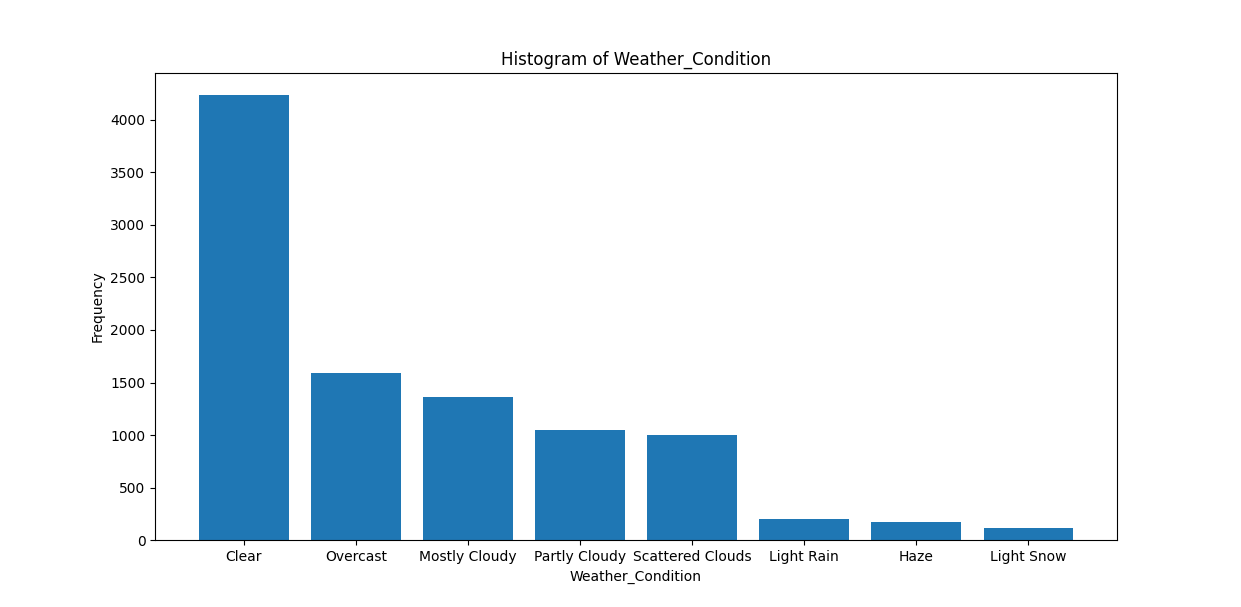 Histogram of Weather_Condition
4000
3500
3000
2500
2000
1500
1000
500
0
Frequency
Clear Overcast Mostly Cloudy Partly Cloudy Scattered Clouds Light Rain Haze Light Snow
Weather_Condition